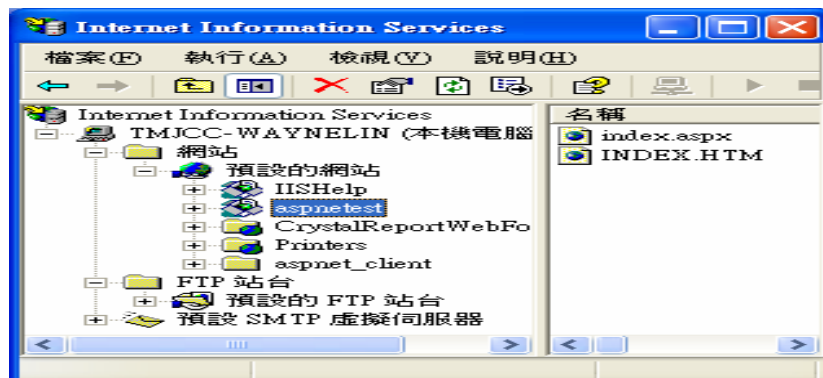 Internet Information Services
檔案(F) 執行(A) 檢視(V) 說明(H)
Internet Information Services
TMJCC-WAYNELIN (本機電腦
網站
預設的網站
IISHelp
aspnetest
CrystalReportWebFo
Printers
aspnet_client
FTP 站台
預設的 FTP 站台
預設 SMTP 虛擬伺服器
名稱
index.aspx
INDEX.HTM